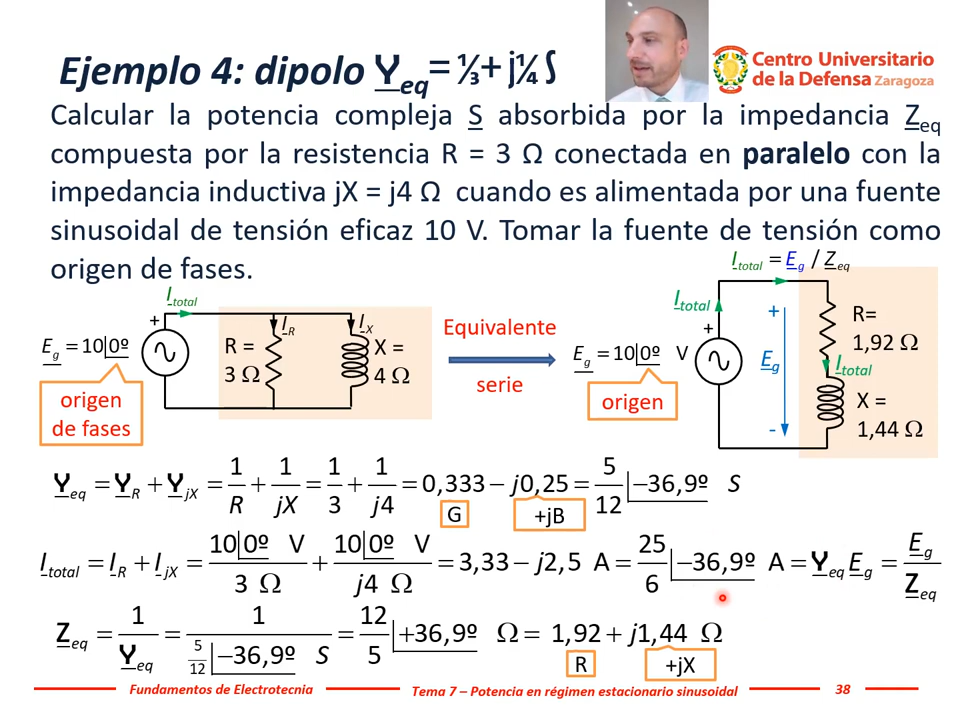 Ejemplo 4: dipolo Y_eq = ⅓+j¼ S
Centro Universitario
de la Defensa Zaragoza
Calcular la potencia compleja S absorbida por la impedancia Z_eq
compuesta por la resistencia R = 3 Ω conectada en paralelo con la
impedancia inductiva jX = j4 Ω cuando es alimentada por una fuente
sinusoidal de tensión eficaz 10 V. Tomar la fuente de tensión como
origen de fases.
I_total = E_g / Z_eq
I_total
+
I_R
I_X
E_g = 10|0º
R =
3 Ω
X =
4 Ω
origen
de fases
Equivalente
serie
I_total
+
E_g = 10|0º V
origen
+
E_g
-
R=
1,92 Ω
I_total
X =
1,44 Ω
Y_eq = Y_R + Y_jX = 1/R + 1/jX = 1/3 + 1/j4 = 0,333 − j0,25 = 5/12 |−36,9º S
G
+jB
I_total = I_R + I_jX = 10|0º V / 3 Ω + 10|0º V / j4 Ω = 3,33 − j2,5 A = 25/6 |−36,9º A = Y_eq E_g = E_g / Z_eq
Z_eq = 1/Y_eq = 1 / (5/12 |−36,9º S) = 12/5 |+36,9º Ω = 1,92 + j1,44 Ω
R
+jX
Fundamentos de Electrotecnia
Tema 7 – Potencia en régimen estacionario sinusoidal
38